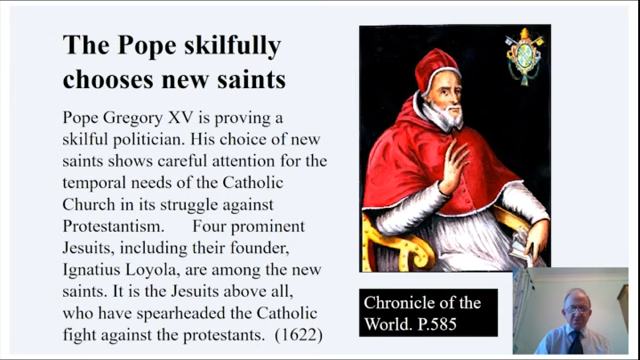 The Pope skilfully
chooses new saints
Pope Gregory XV is proving a
skilful politician. His choice of new
saints shows careful attention for the
temporal needs of the Catholic
Church in its struggle against
Protestantism. Four prominent
Jesuits, including their founder,
Ignatius Loyola, are among the new
saints. It is the Jesuits above all,
who have spearheaded the Catholic
fight against the protestants. (1622)
Chronicle of the
World. P.585